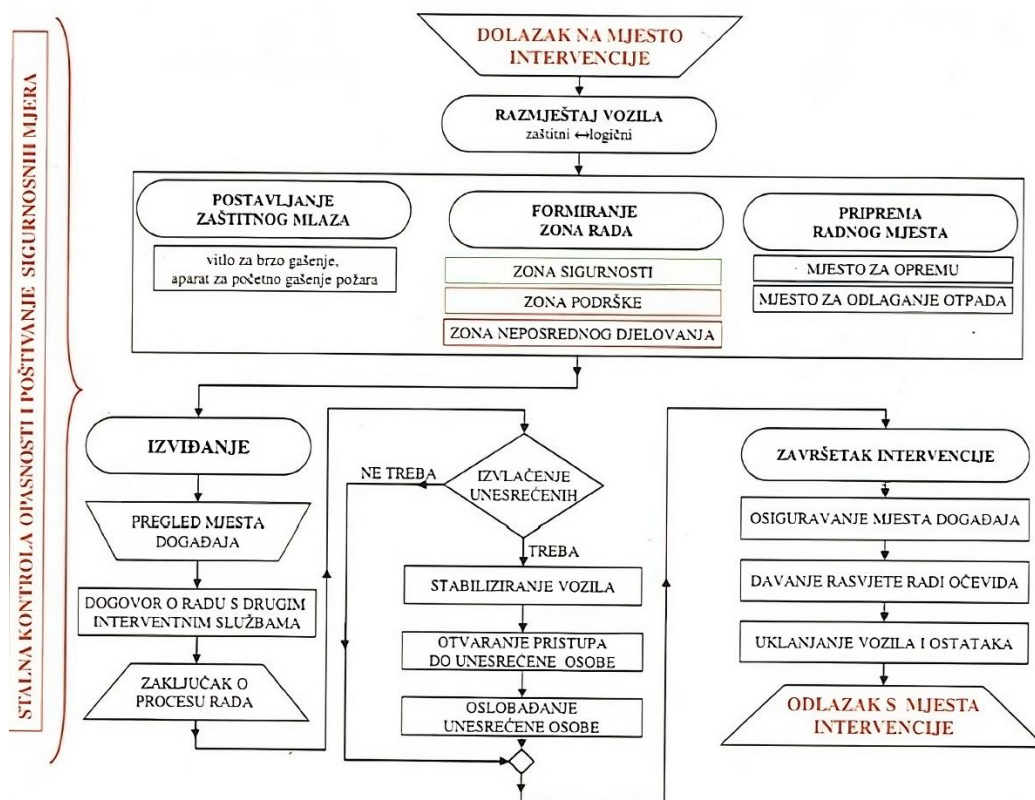 STALNA KONTROLA OPASNOSTI I POŠTIVANJE SIGURNOSNIH MJERA
DOLAZAK NA MJESTO
INTERVENCIJE
RAZMJEŠTAJ VOZILA
zaštitni ↔logični
POSTAVLJANJE
ZAŠTITNOG MLAZA
vitlo za brzo gašenje,
aparat za početno gašenje požara
FORMIRANJE
ZONA RADA
ZONA SIGURNOSTI
ZONA PODRŠKE
ZONA NEPOSREDNOG DJELOVANJA
PRIPREMA
RADNOG MJESTA
MJESTO ZA OPREMU
MJESTO ZA ODLAGANJE OTPADA
IZVIĐANJE
PREGLED MJESTA
DOGAĐAJA
DOGOVOR O RADU S DRUGIM
INTERVENTNIM SLUŽBAMA
ZAKLJUČAK O
PROCESU RADA
NE TREBA
IZVLAČENJE
UNESREĆENIH
TREBA
STABILIZIRANJE VOZILA
OTVARANJE PRISTUPA
DO UNESREĆENE OSOBE
OSLOBAĐANJE
UNESREĆENE OSOBE
ZAVRŠETAK INTERVENCIJE
OSIGURAVANJE MJESTA DOGAĐAJA
DAVANJE RASVJETE RADI OČEVIDA
UKLANJANJE VOZILA I OSTATAKA
ODLAZAK S MJESTA
INTERVENCIJE